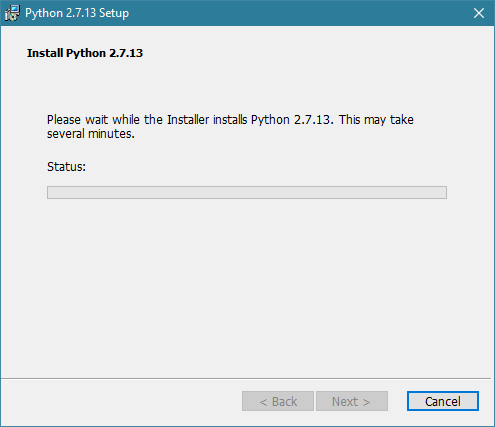 Python 2.7.13 Setup
Install Python 2.7.13
Please wait while the Installer installs Python 2.7.13. This may take
several minutes.
Status:
< Back
Next >
Cancel